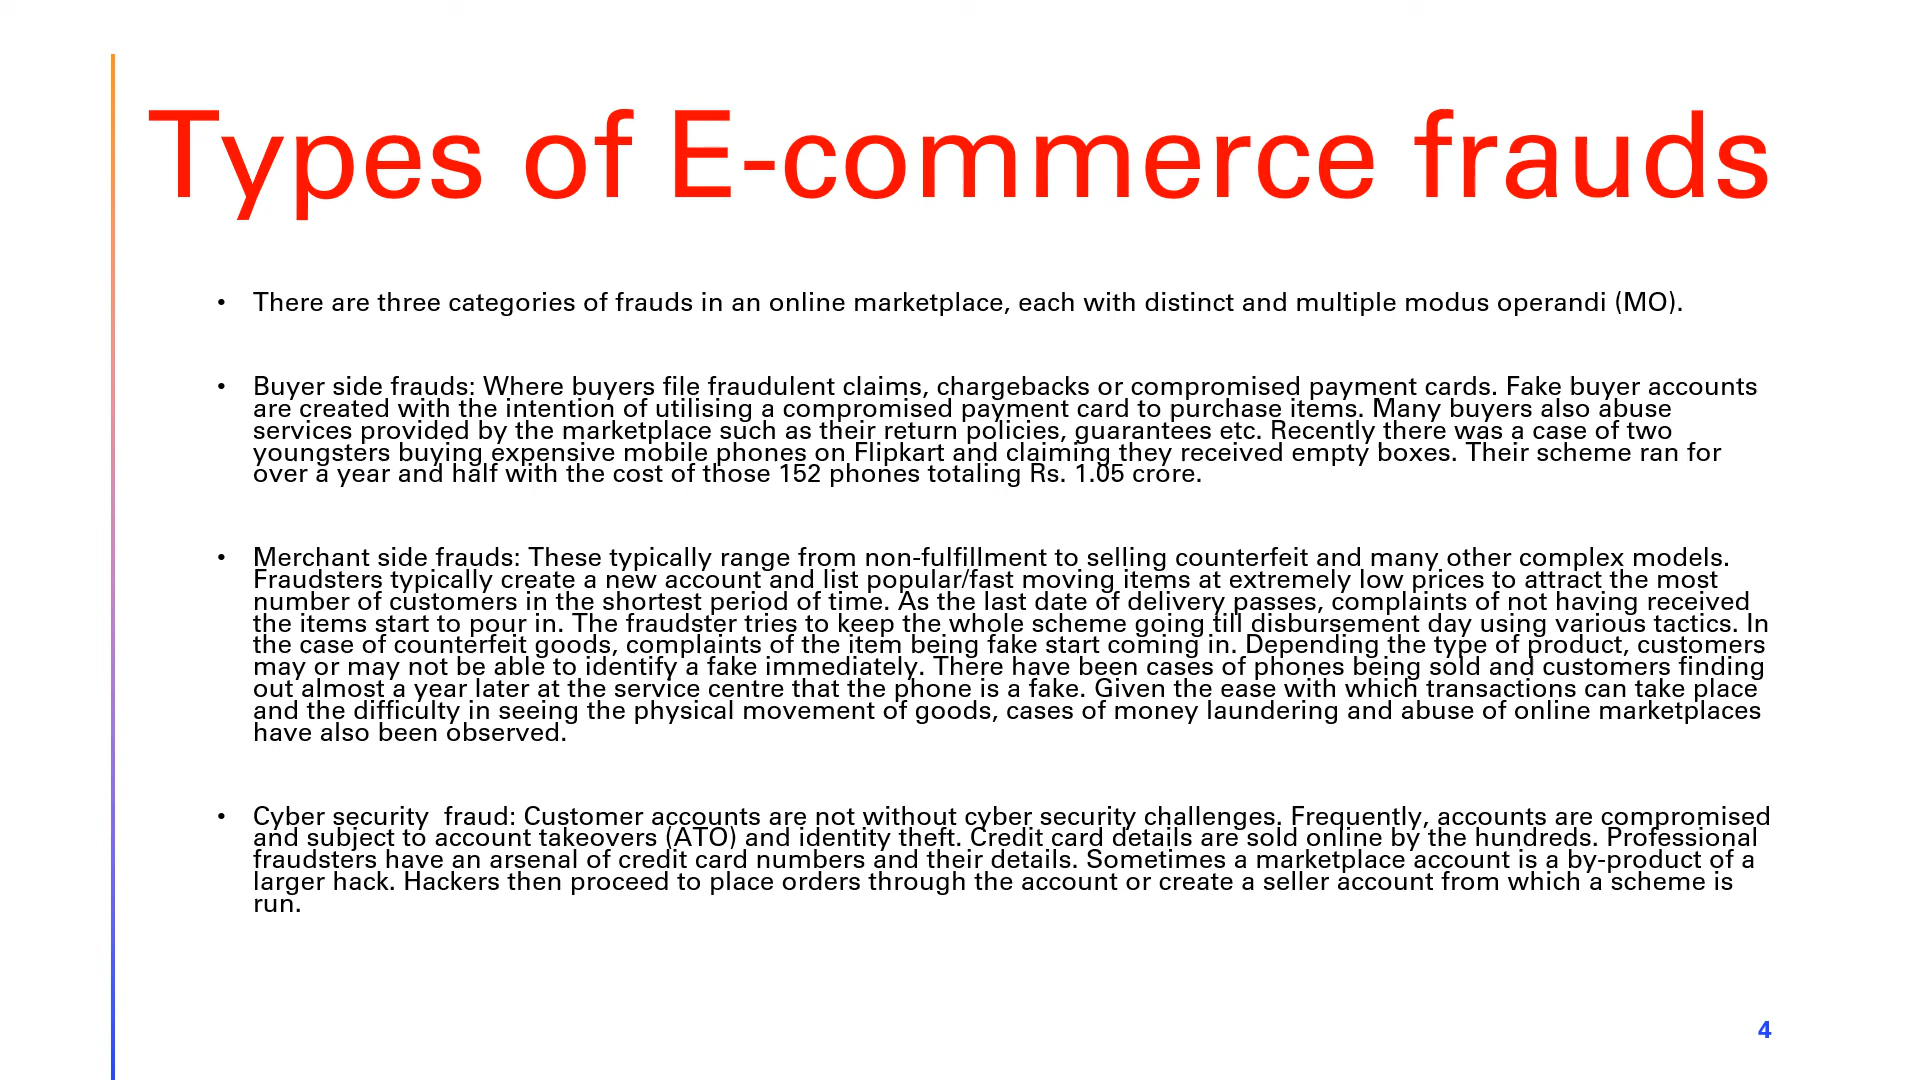 Types of E-commerce frauds
• There are three categories of frauds in an online marketplace, each with distinct and multiple modus operandi (MO).
• Buyer side frauds: Where buyers file fraudulent claims, chargebacks or compromised payment cards. Fake buyer accounts
are created with the intention of utilising a compromised payment card to purchase items. Many buyers also abuse
services provided by the marketplace such as their return policies, guarantees etc. Recently there was a case of two
youngsters buying expensive mobile phones on Flipkart and claiming they received empty boxes. Their scheme ran for
over a year and half with the cost of those 152 phones totaling Rs. 1.05 crore.
• Merchant side frauds: These typically range from non-fulfillment to selling counterfeit and many other complex models.
Fraudsters typically create a new account and list popular/fast moving items at extremely low prices to attract the most
number of customers in the shortest period of time. As the last date of delivery passes, complaints of not having received
the items start to pour in. The fraudster tries to keep the whole scheme going till disbursement day using various tactics. In
the case of counterfeit goods, complaints of the item being fake start coming in. Depending the type of product, customers
may or may not be able to identify a fake immediately. There have been cases of phones being sold and customers finding
out almost a year later at the service centre that the phone is a fake. Given the ease with which transactions can take place
and the difficulty in seeing the physical movement of goods, cases of money laundering and abuse of online marketplaces
have also been observed.
• Cyber security  fraud: Customer accounts are not without cyber security challenges. Frequently, accounts are compromised
and subject to account takeovers (ATO) and identity theft. Credit card details are sold online by the hundreds. Professional
fraudsters have an arsenal of credit card numbers and their details. Sometimes a marketplace account is a by-product of a
larger hack. Hackers then proceed to place orders through the account or create a seller account from which a scheme is
run.
4